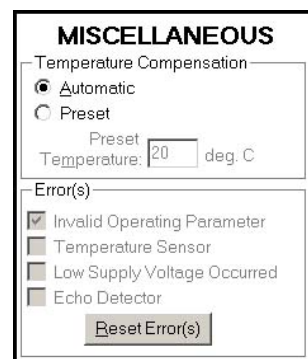 MISCELLANEOUS
Temperature Compensation
Automatic
Preset
Preset
Temperature: 20 deg. C
Error(s)
Invalid Operating Parameter
Temperature Sensor
Low Supply Voltage Occurred
Echo Detector
Reset Error(s)